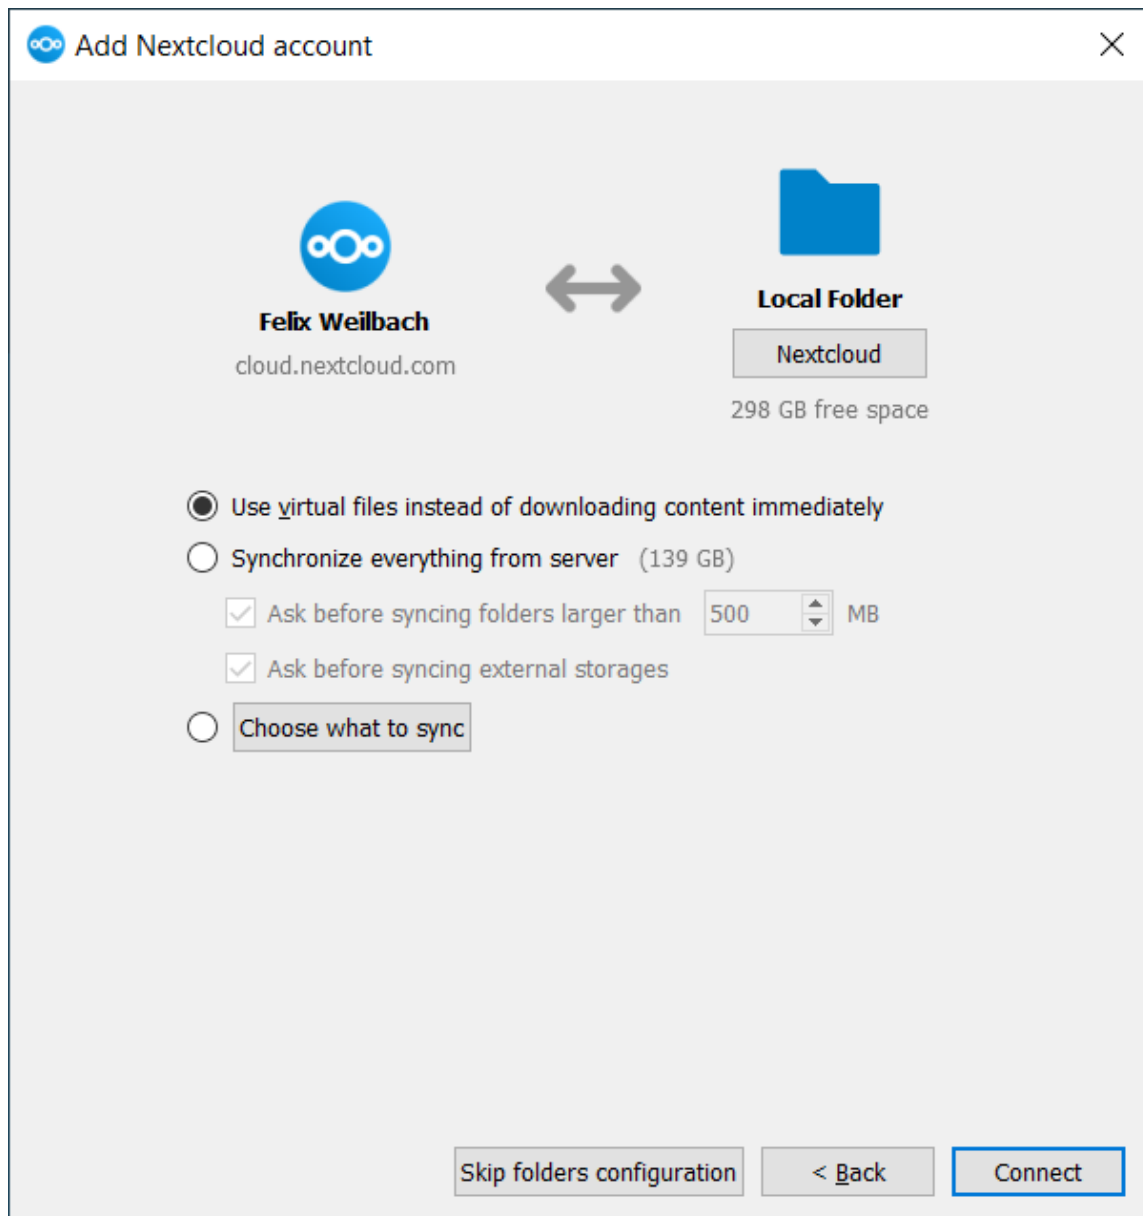 Add Nextcloud account
Felix Weilbach
cloud.nextcloud.com
Local Folder
Nextcloud
298 GB free space
Use virtual files instead of downloading content immediately
Synchronize everything from server (139 GB)
Ask before syncing folders larger than 500 MB
Ask before syncing external storages
Choose what to sync
Skip folders configuration < Back Connect